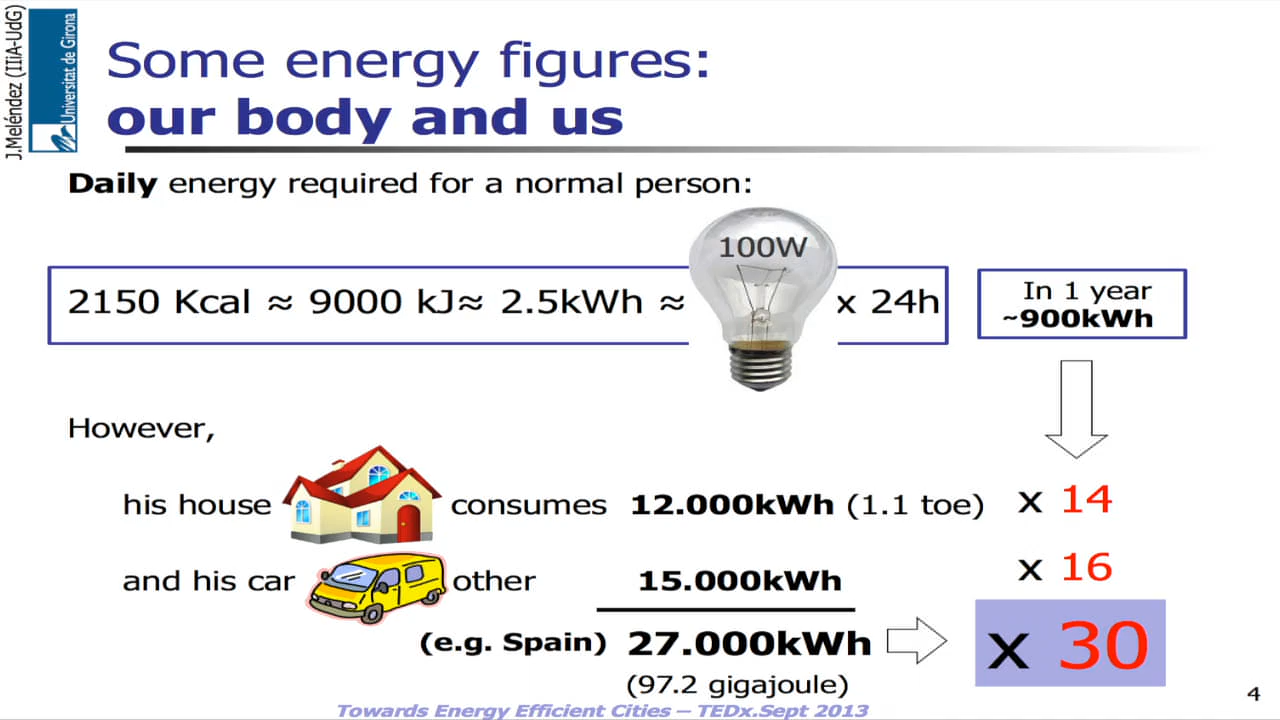 J.Meléndez (IIiA-UdG)
Universitat de Girona
Some energy figures:
our body and us
Daily energy required for a normal person:
100W
2150 Kcal ≈ 9000 kJ≈ 2.5kWh ≈ x 24h
In 1 year
~900kWh
However,
his house consumes 12.000kWh (1.1 toe) x 14
and his car other 15.000kWh x 16
(e.g. Spain) 27.000kWh x 30
(97.2 gigajoule)
Towards Energy Efficient Cities – TEDx.Sept 2013
4